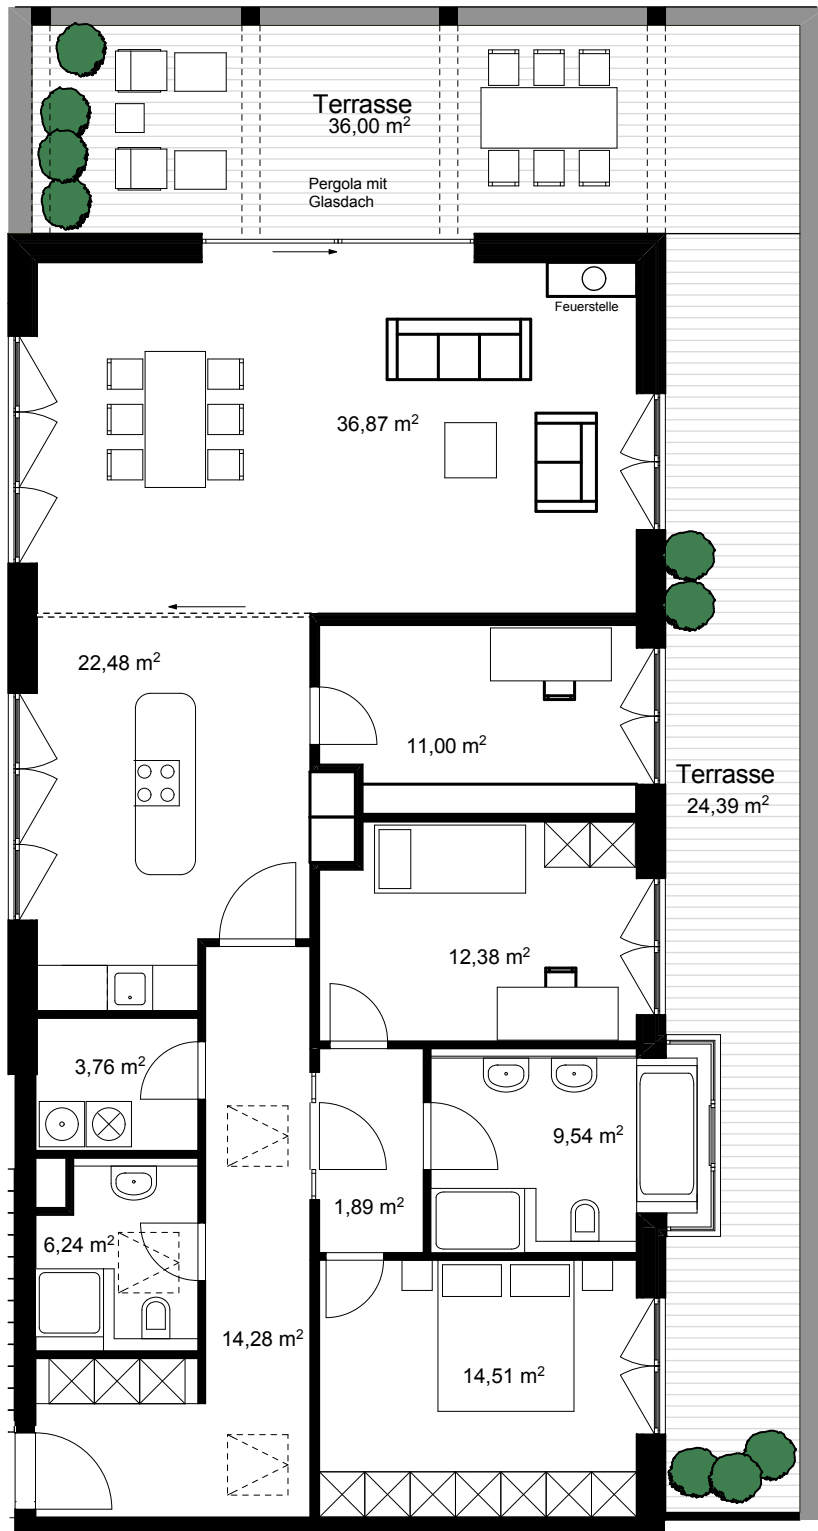 Terrasse
36,00 m²
Pergola mit
Glasdach
Feuerstelle
36,87 m²
22,48 m²
11,00 m²
Terrasse
24,39 m²
12,38 m²
3,76 m²
9,54 m²
1,89 m²
6,24 m²
14,28 m²
14,51 m²